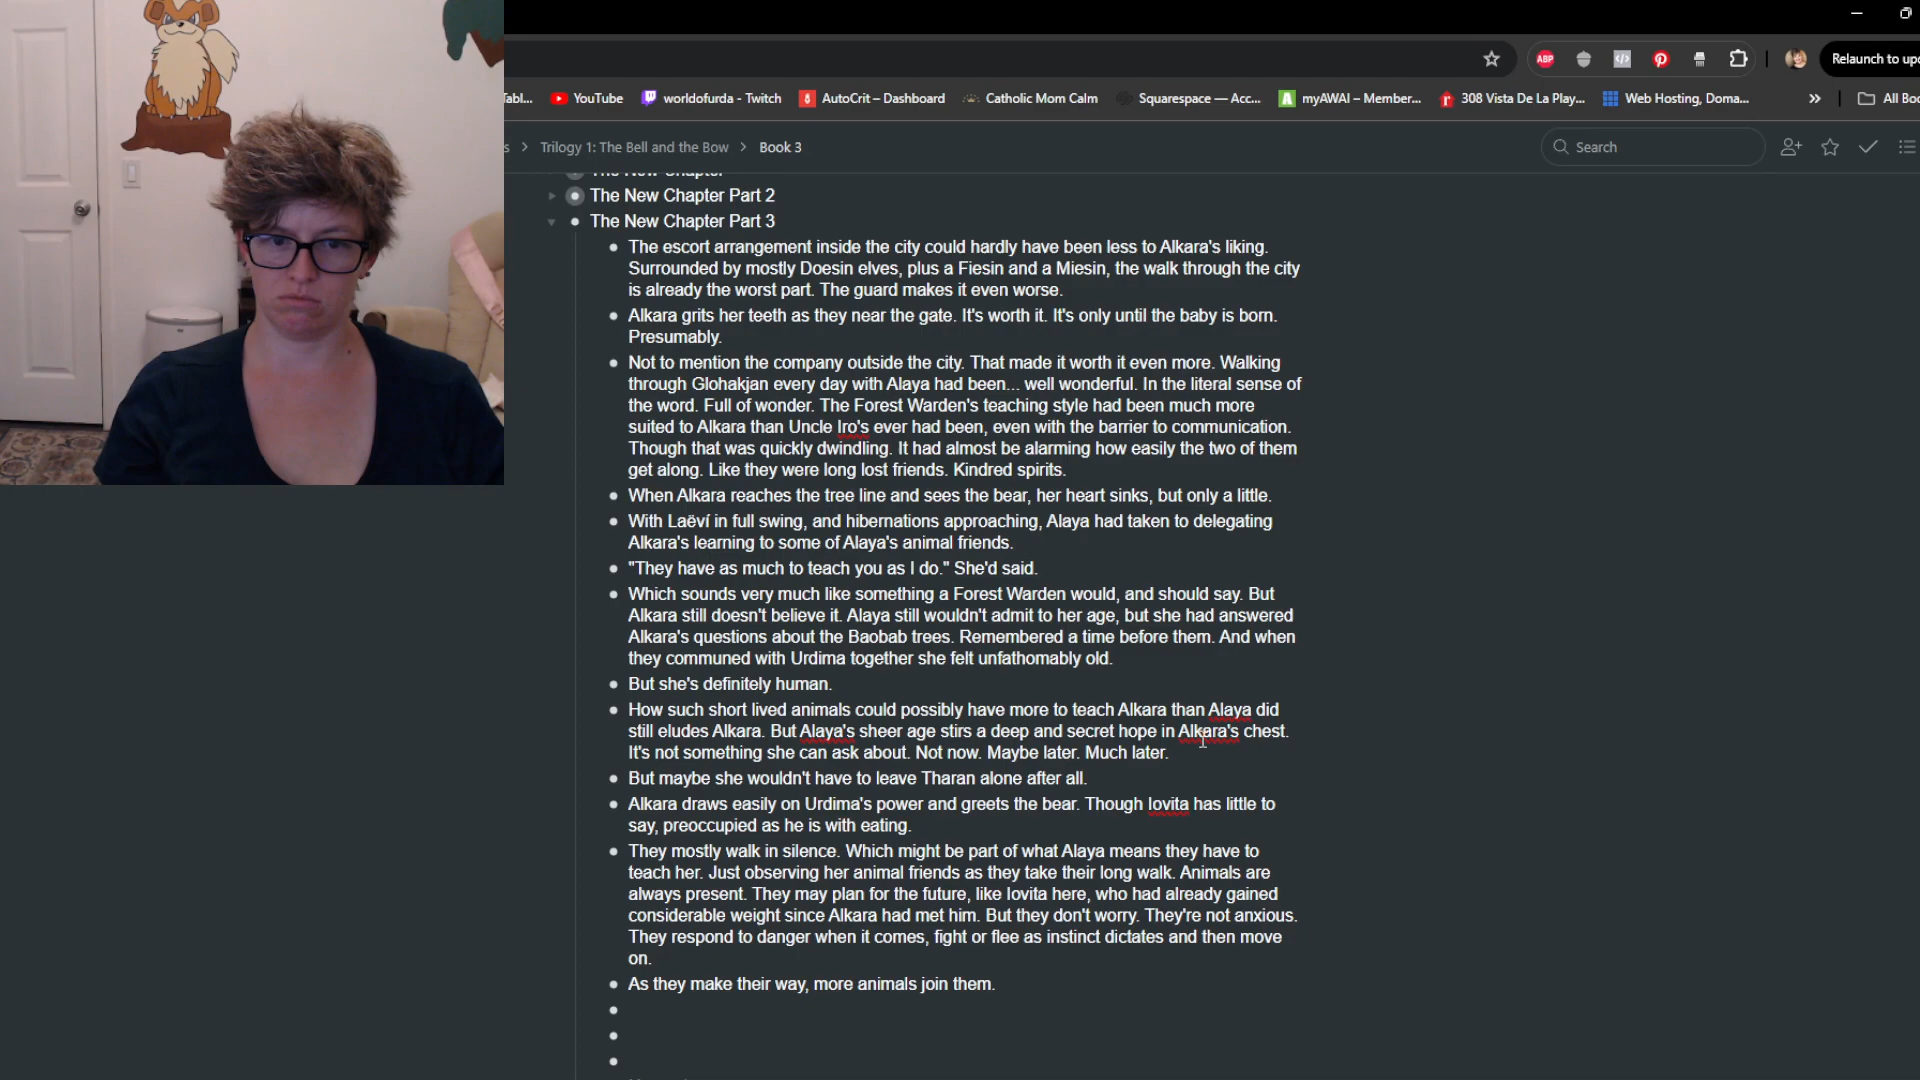 Relaunch to upd
ABP
Tabl...
YouTube
worldofurda - Twitch
AutoCrit – Dashboard
Catholic Mom Calm
Squarespace — Acc...
myAWAI – Member...
308 Vista De La Play...
Web Hosting, Doma...
»
All Boo
s > Trilogy 1: The Bell and the Bow > Book 3
Search
The New Chapter
The New Chapter Part 2
The New Chapter Part 3
The escort arrangement inside the city could hardly have been less to Alkara's liking.
Surrounded by mostly Doesin elves, plus a Fiesin and a Miesin, the walk through the city
is already the worst part. The guard makes it even worse.
Alkara grits her teeth as they near the gate. It's worth it. It's only until the baby is born.
Presumably.
Not to mention the company outside the city. That made it worth it even more. Walking
through Glohakjan every day with Alaya had been... well wonderful. In the literal sense of
the word. Full of wonder. The Forest Warden's teaching style had been much more
suited to Alkara than Uncle Iro's ever had been, even with the barrier to communication.
Though that was quickly dwindling. It had almost be alarming how easily the two of them
get along. Like they were long lost friends. Kindred spirits.
When Alkara reaches the tree line and sees the bear, her heart sinks, but only a little.
With Laëví in full swing, and hibernations approaching, Alaya had taken to delegating
Alkara's learning to some of Alaya's animal friends.
"They have as much to teach you as I do." She'd said.
Which sounds very much like something a Forest Warden would, and should say. But
Alkara still doesn't believe it. Alaya still wouldn't admit to her age, but she had answered
Alkara's questions about the Baobab trees. Remembered a time before them. And when
they communed with Urdima together she felt unfathomably old.
But she's definitely human.
How such short lived animals could possibly have more to teach Alkara than Alaya did
still eludes Alkara. But Alaya's sheer age stirs a deep and secret hope in Alkara's chest.
It's not something she can ask about. Not now. Maybe later. Much later.
But maybe she wouldn't have to leave Tharan alone after all.
Alkara draws easily on Urdima's power and greets the bear. Though Iovita has little to
say, preoccupied as he is with eating.
They mostly walk in silence. Which might be part of what Alaya means they have to
teach her. Just observing her animal friends as they take their long walk. Animals are
always present. They may plan for the future, like Iovita here, who had already gained
considerable weight since Alkara had met him. But they don't worry. They're not anxious.
They respond to danger when it comes, fight or flee as instinct dictates and then move
on.
As they make their way, more animals join them.